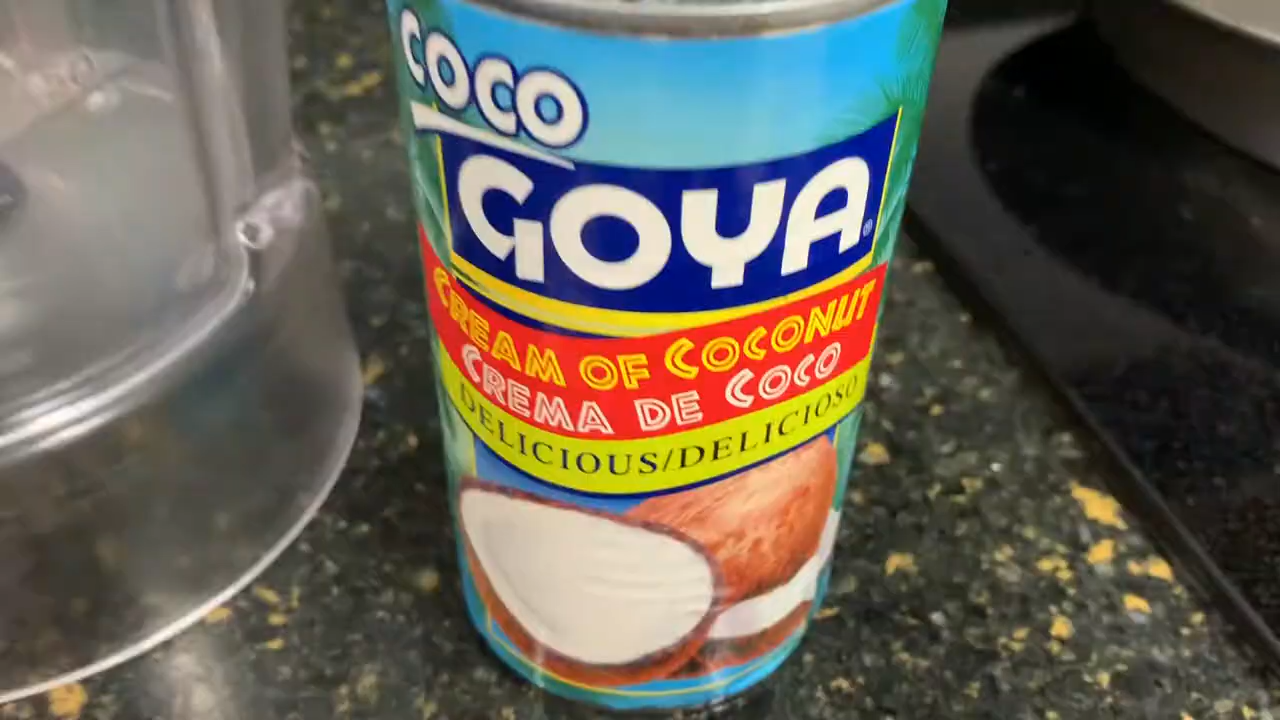 COCO
GOYA®
CREAM OF COCONUT
CREMA DE COCO
DELICIOUS/DELICIOSO